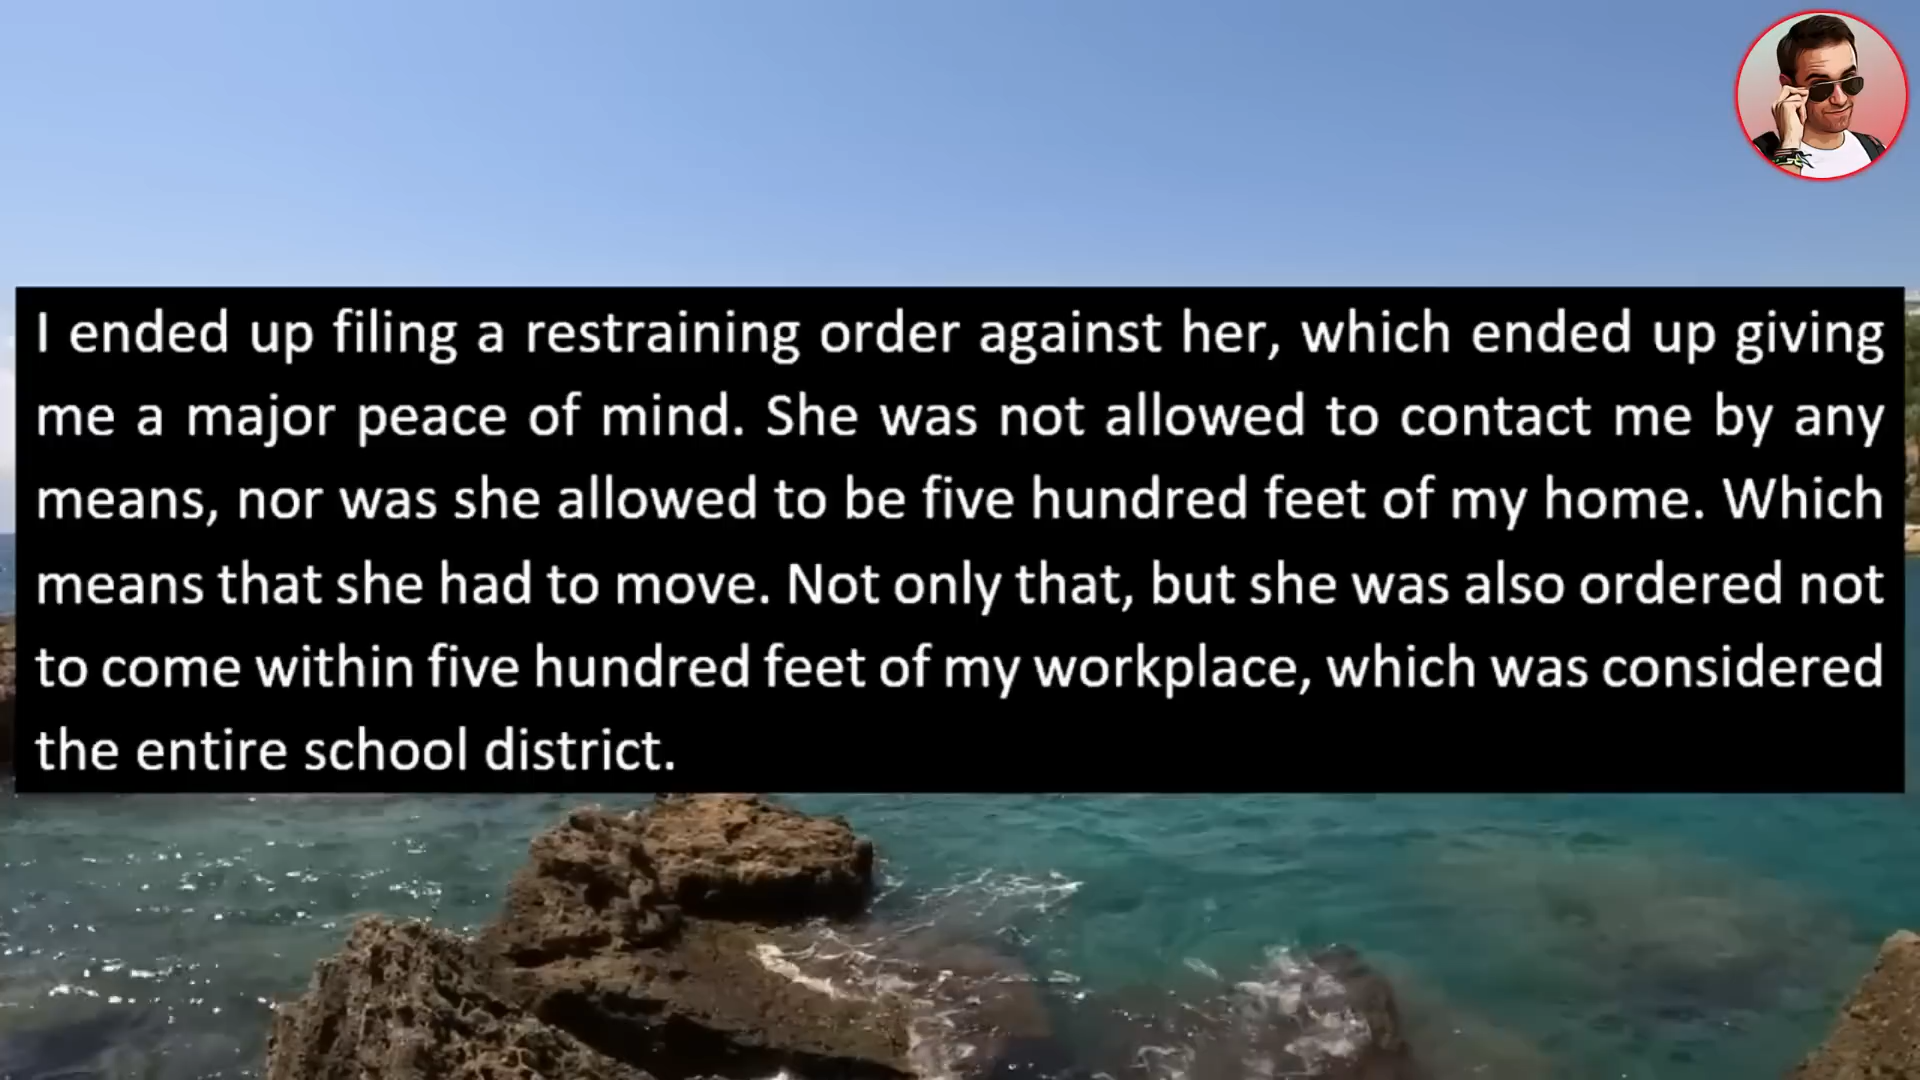 I ended up filing a restraining order against her, which ended up giving
me a major peace of mind. She was not allowed to contact me by any
means, nor was she allowed to be five hundred feet of my home. Which
means that she had to move. Not only that, but she was also ordered not
to come within five hundred feet of my workplace, which was considered
the entire school district.